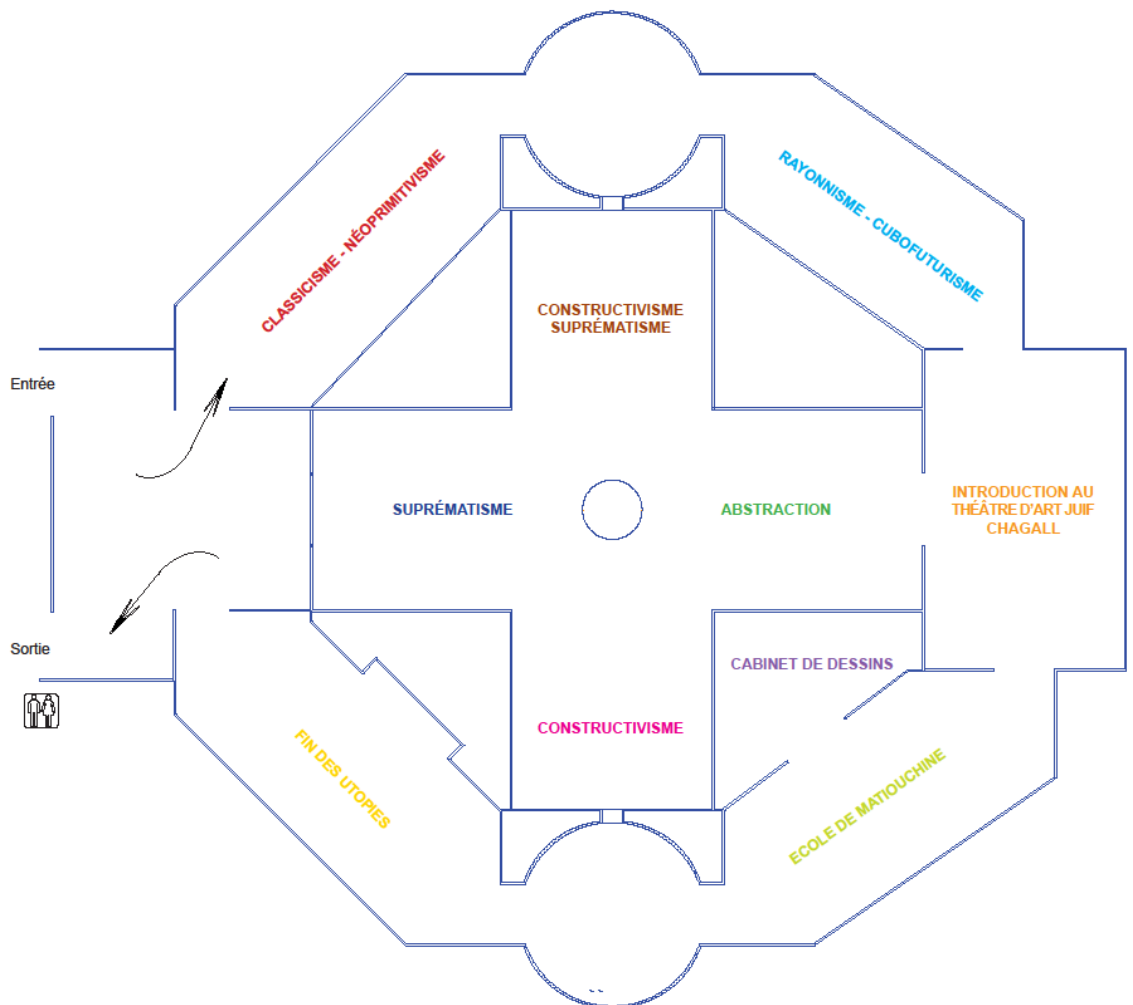 CLASSICISME - NÉOPRIMITIVISME
RAYONNISME - CUBOFUTURISME
CONSTRUCTIVISME
SUPRÉMATISME
Entrée
SUPRÉMATISME
ABSTRACTION
INTRODUCTION AU
THÉÂTRE D'ART JUIF
CHAGALL
Sortie
CABINET DE DESSINS
CONSTRUCTIVISME
FIN DES UTOPIES
ECOLE DE MATIOUCHINE